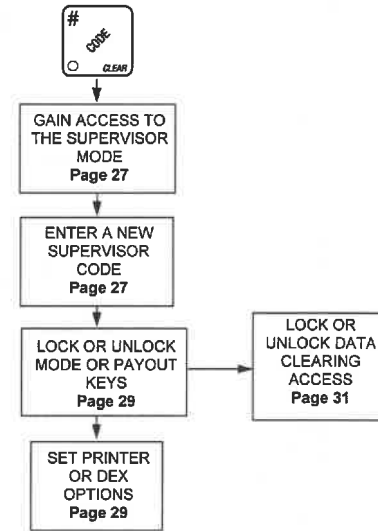 #
CODE
CLEAR
GAIN ACCESS TO
THE SUPERVISOR
MODE
Page 27
ENTER A NEW
SUPERVISOR
CODE
Page 27
LOCK OR UNLOCK
MODE OR PAYOUT
KEYS
Page 29
LOCK OR
UNLOCK DATA
CLEARING
ACCESS
Page 31
SET PRINTER
OR DEX
OPTIONS
Page 29